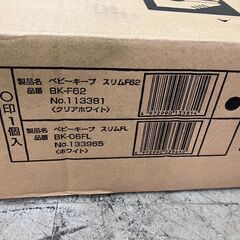 ○印1個入
製品名 ベビーキープ スリムF62
品番 BK-F62
No.113381
〈クリアホワイト〉
製品名 ベビーキープ スリムFL
品番 BK-06FL
No.133965
〈ホワイト〉